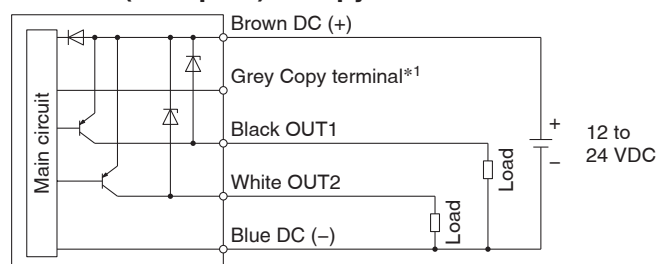 Brown DC (+)
Grey Copy terminal*1
Black OUT1
White OUT2
Blue DC (−)
Main circuit
Load
Load
+
−
12 to
24 VDC